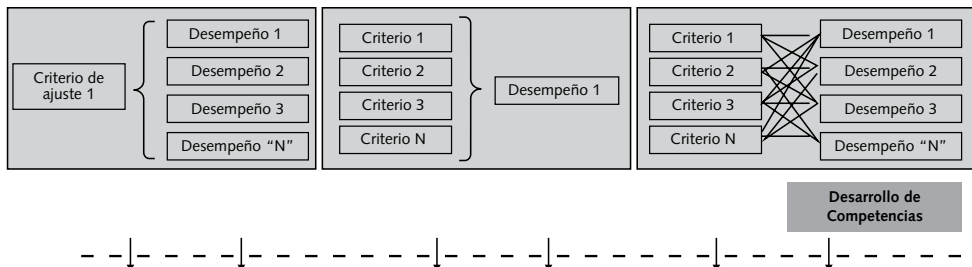 Criterio de
ajuste 1
Desempeño 1
Desempeño 2
Desempeño 3
Desempeño “N”
Criterio 1
Criterio 2
Criterio 3
Criterio N
Desempeño 1
Criterio 1
Criterio 2
Criterio 3
Criterio N
Desempeño 1
Desempeño 2
Desempeño 3
Desempeño “N”
Desarrollo de
Competencias